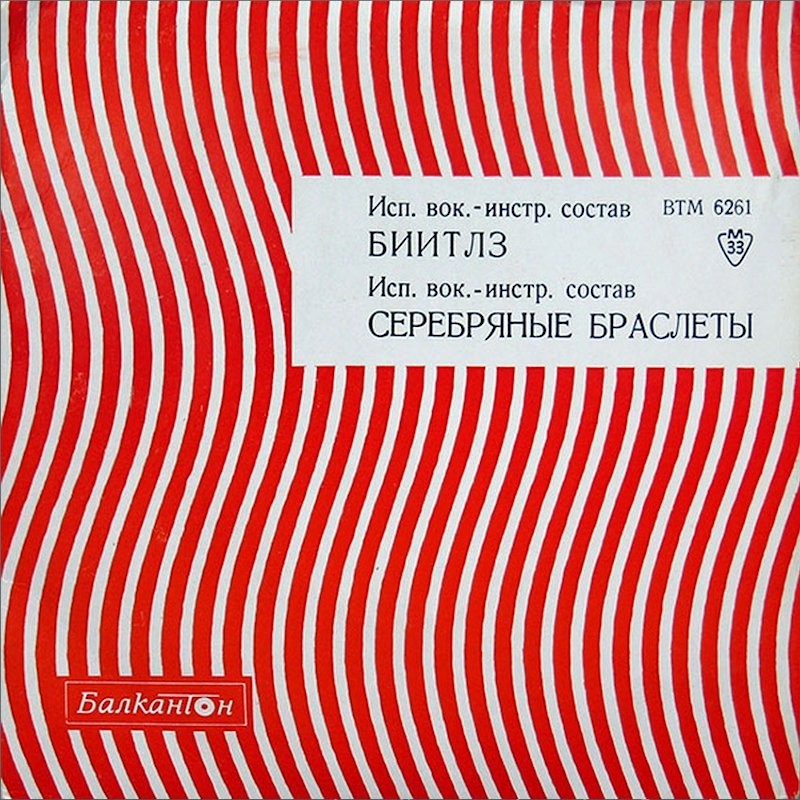 Исп. вок.-инстр. состав ВТМ 6261
БИИТЛЗ
М
33
Исп. вок.-инстр. состав
СЕРЕБРЯНЫЕ БРАСЛЕТЫ
Балкантон